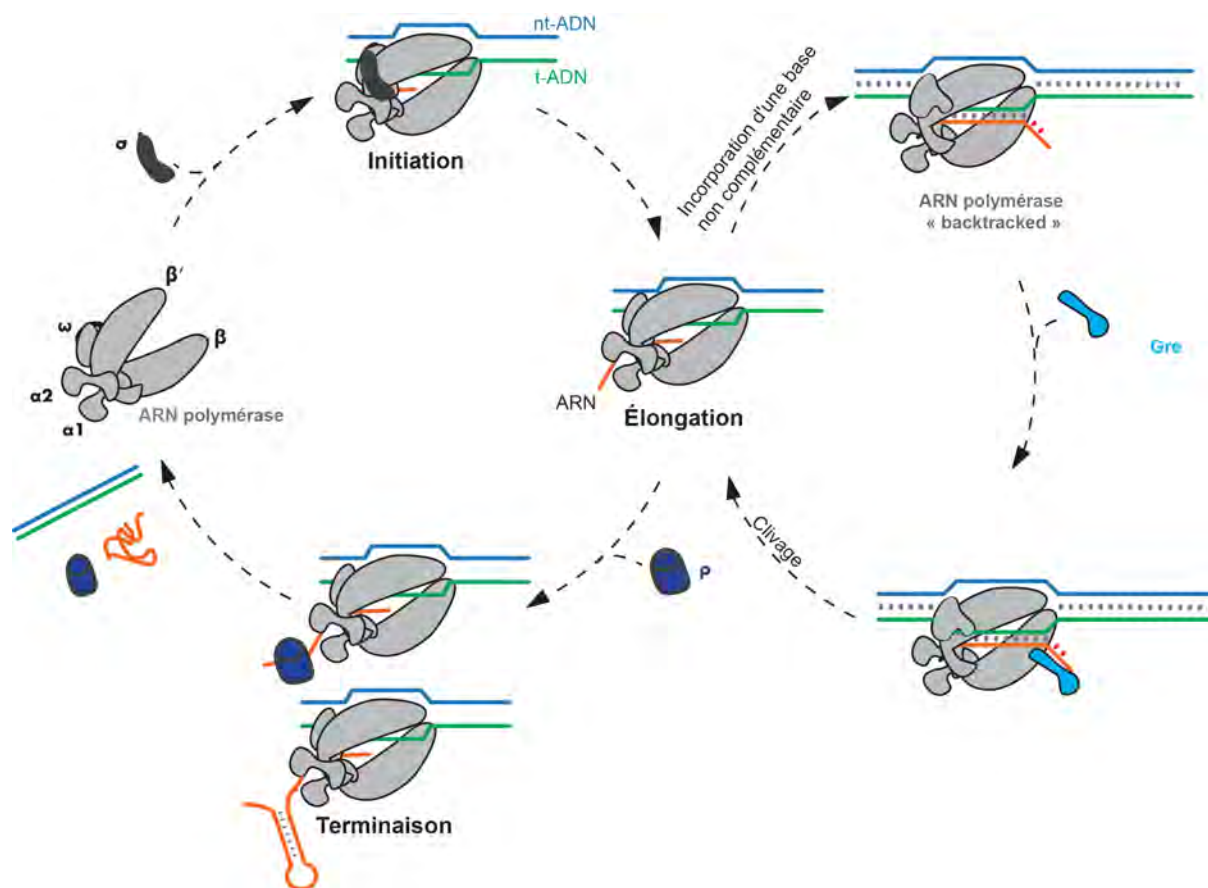 nt-ADN
t-ADN
Initiation
σ
Incorporation d'une base
non complémentaire
ARN polymérase
« backtracked »
β'
β
ω
α2
α1
ARN polymérase
ARN
Élongation
Gre
Clivage
ρ
Terminaison